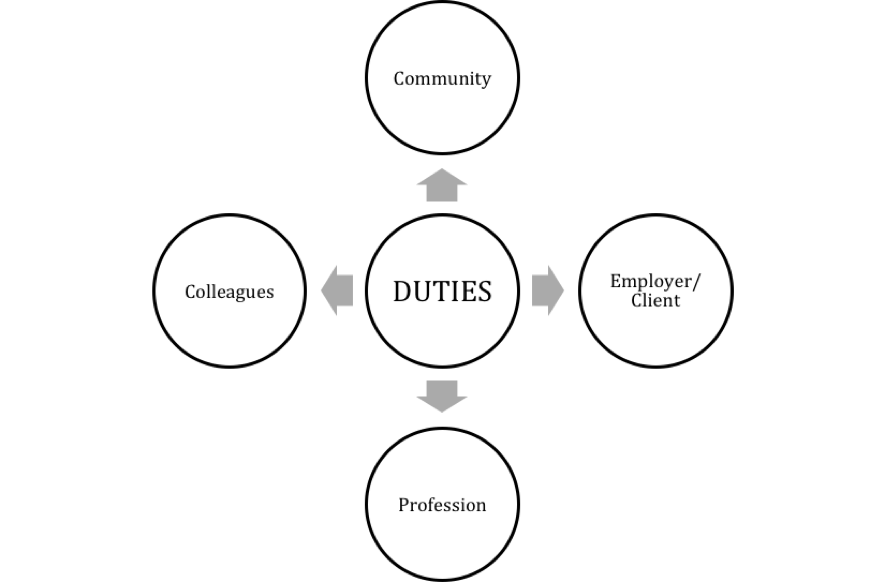 Community
Colleagues
DUTIES
Employer/
Client
Profession